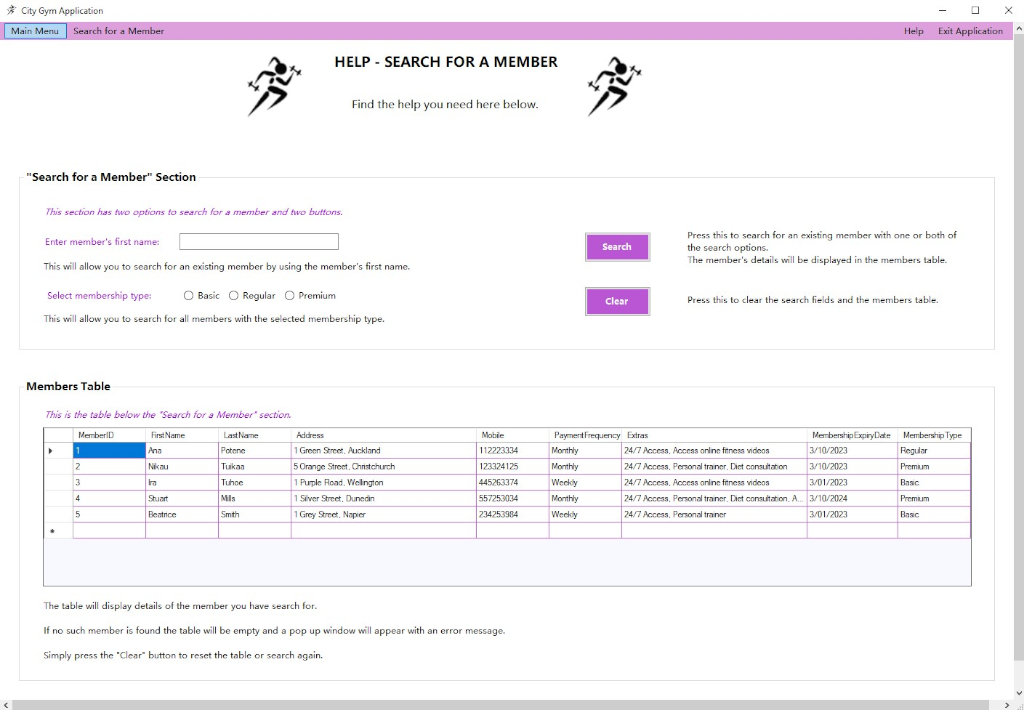 City Gym Application
Main Menu Search for a Member Help Exit Application
HELP - SEARCH FOR A MEMBER
Find the help you need here below.
"Search for a Member" Section
This section has two options to search for a member and two buttons.
Enter member's first name:
This will allow you to search for an existing member by using the member's first name.
Select membership type: Basic Regular Premium
This will allow you to search for all members with the selected membership type.
Search
Press this to search for an existing member with one or both of
the search options.
The member's details will be displayed in the members table.
Clear
Press this to clear the search fields and the members table.
Members Table
This is the table below the "Search for a Member" section.
MemberID FirstName LastName Address Mobile PaymentFrequency Extras MembershipExpiryDate MembershipType
1 Ana Potene 1 Green Street, Auckland 112223334 Monthly 24/7 Access, Access online fitness videos 3/10/2023 Regular
2 Nikau Tuikaa 5 Orange Street, Christchurch 123324125 Monthly 24/7 Access, Personal trainer, Diet consultation 3/10/2023 Premium
3 Ira Tuhoe 1 Purple Road, Wellington 445263374 Weekly 24/7 Access, Access online fitness videos 3/01/2023 Basic
4 Stuart Mills 1 Silver Street, Dunedin 557253034 Monthly 24/7 Access, Personal trainer, Diet consultation, A... 3/10/2024 Premium
5 Beatrice Smith 1 Grey Street, Napier 234253984 Weekly 24/7 Access, Personal trainer 3/01/2023 Basic
The table will display details of the member you have search for.
If no such member is found the table will be empty and a pop up window will appear with an error message.
Simply press the "Clear" button to reset the table or search again.